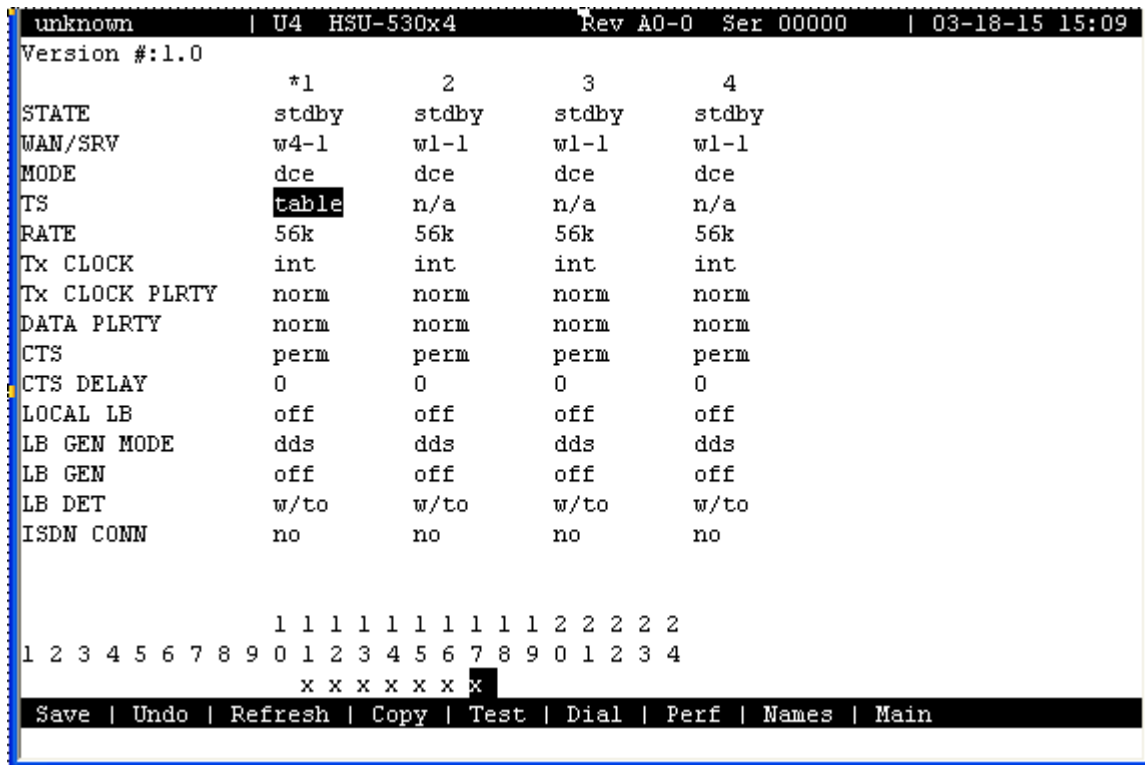 unknown | U4 HSU-530x4 Rev A0-0 Ser 00000 | 03-18-15 15:09
Version #:1.0
*1 2 3 4
STATE stdby stdby stdby stdby
WAN/SRV w4-1 w1-1 w1-1 w1-1
MODE dce dce dce dce
TS table n/a n/a n/a
RATE 56k 56k 56k 56k
Tx CLOCK int int int int
Tx CLOCK PLRTY norm norm norm norm
DATA PLRTY norm norm norm norm
CTS perm perm perm perm
CTS DELAY 0 0 0 0
LOCAL LB off off off off
LB GEN MODE dds dds dds dds
LB GEN off off off off
LB DET w/to w/to w/to w/to
ISDN CONN no no no no
1 1 1 1 1 1 1 1 1 1 2 2 2 2 2
1 2 3 4 5 6 7 8 9 0 1 2 3 4 5 6 7 8 9 0 1 2 3 4
x x x x x x x
Save | Undo | Refresh | Copy | Test | Dial | Perf | Names | Main